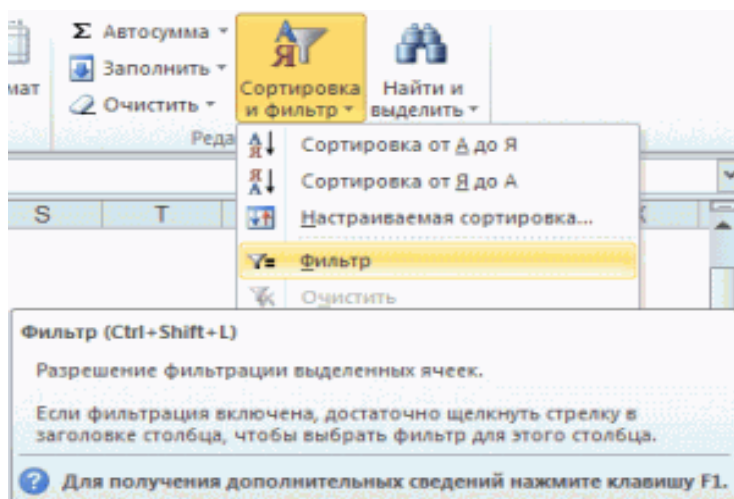 мат
Σ Автосумма
Заполнить
Очистить
Сортировка и фильтр
Найти и выделить
Реда
Сортировка от А до Я
Сортировка от Я до А
Настраиваемая сортировка...
S T
Фильтр
Очистить
Фильтр (Ctrl+Shift+L)
Разрешение фильтрации выделенных ячеек.
Если фильтрация включена, достаточно щелкнуть стрелку в
заголовке столбца, чтобы выбрать фильтр для этого столбца.
Для получения дополнительных сведений нажмите клавишу F1.